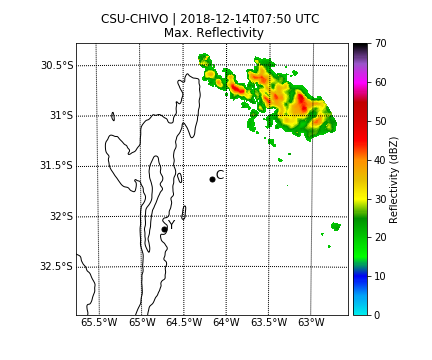 CSU-CHIVO | 2018-12-14T07:50 UTC
Max. Reflectivity
30.5°S
31°S
31.5°S
32°S
32.5°S
65.5°W
65°W
64.5°W
64°W
63.5°W
63°W
C
Y
70
60
50
40
30
20
10
0
Reflectivity (dBZ)